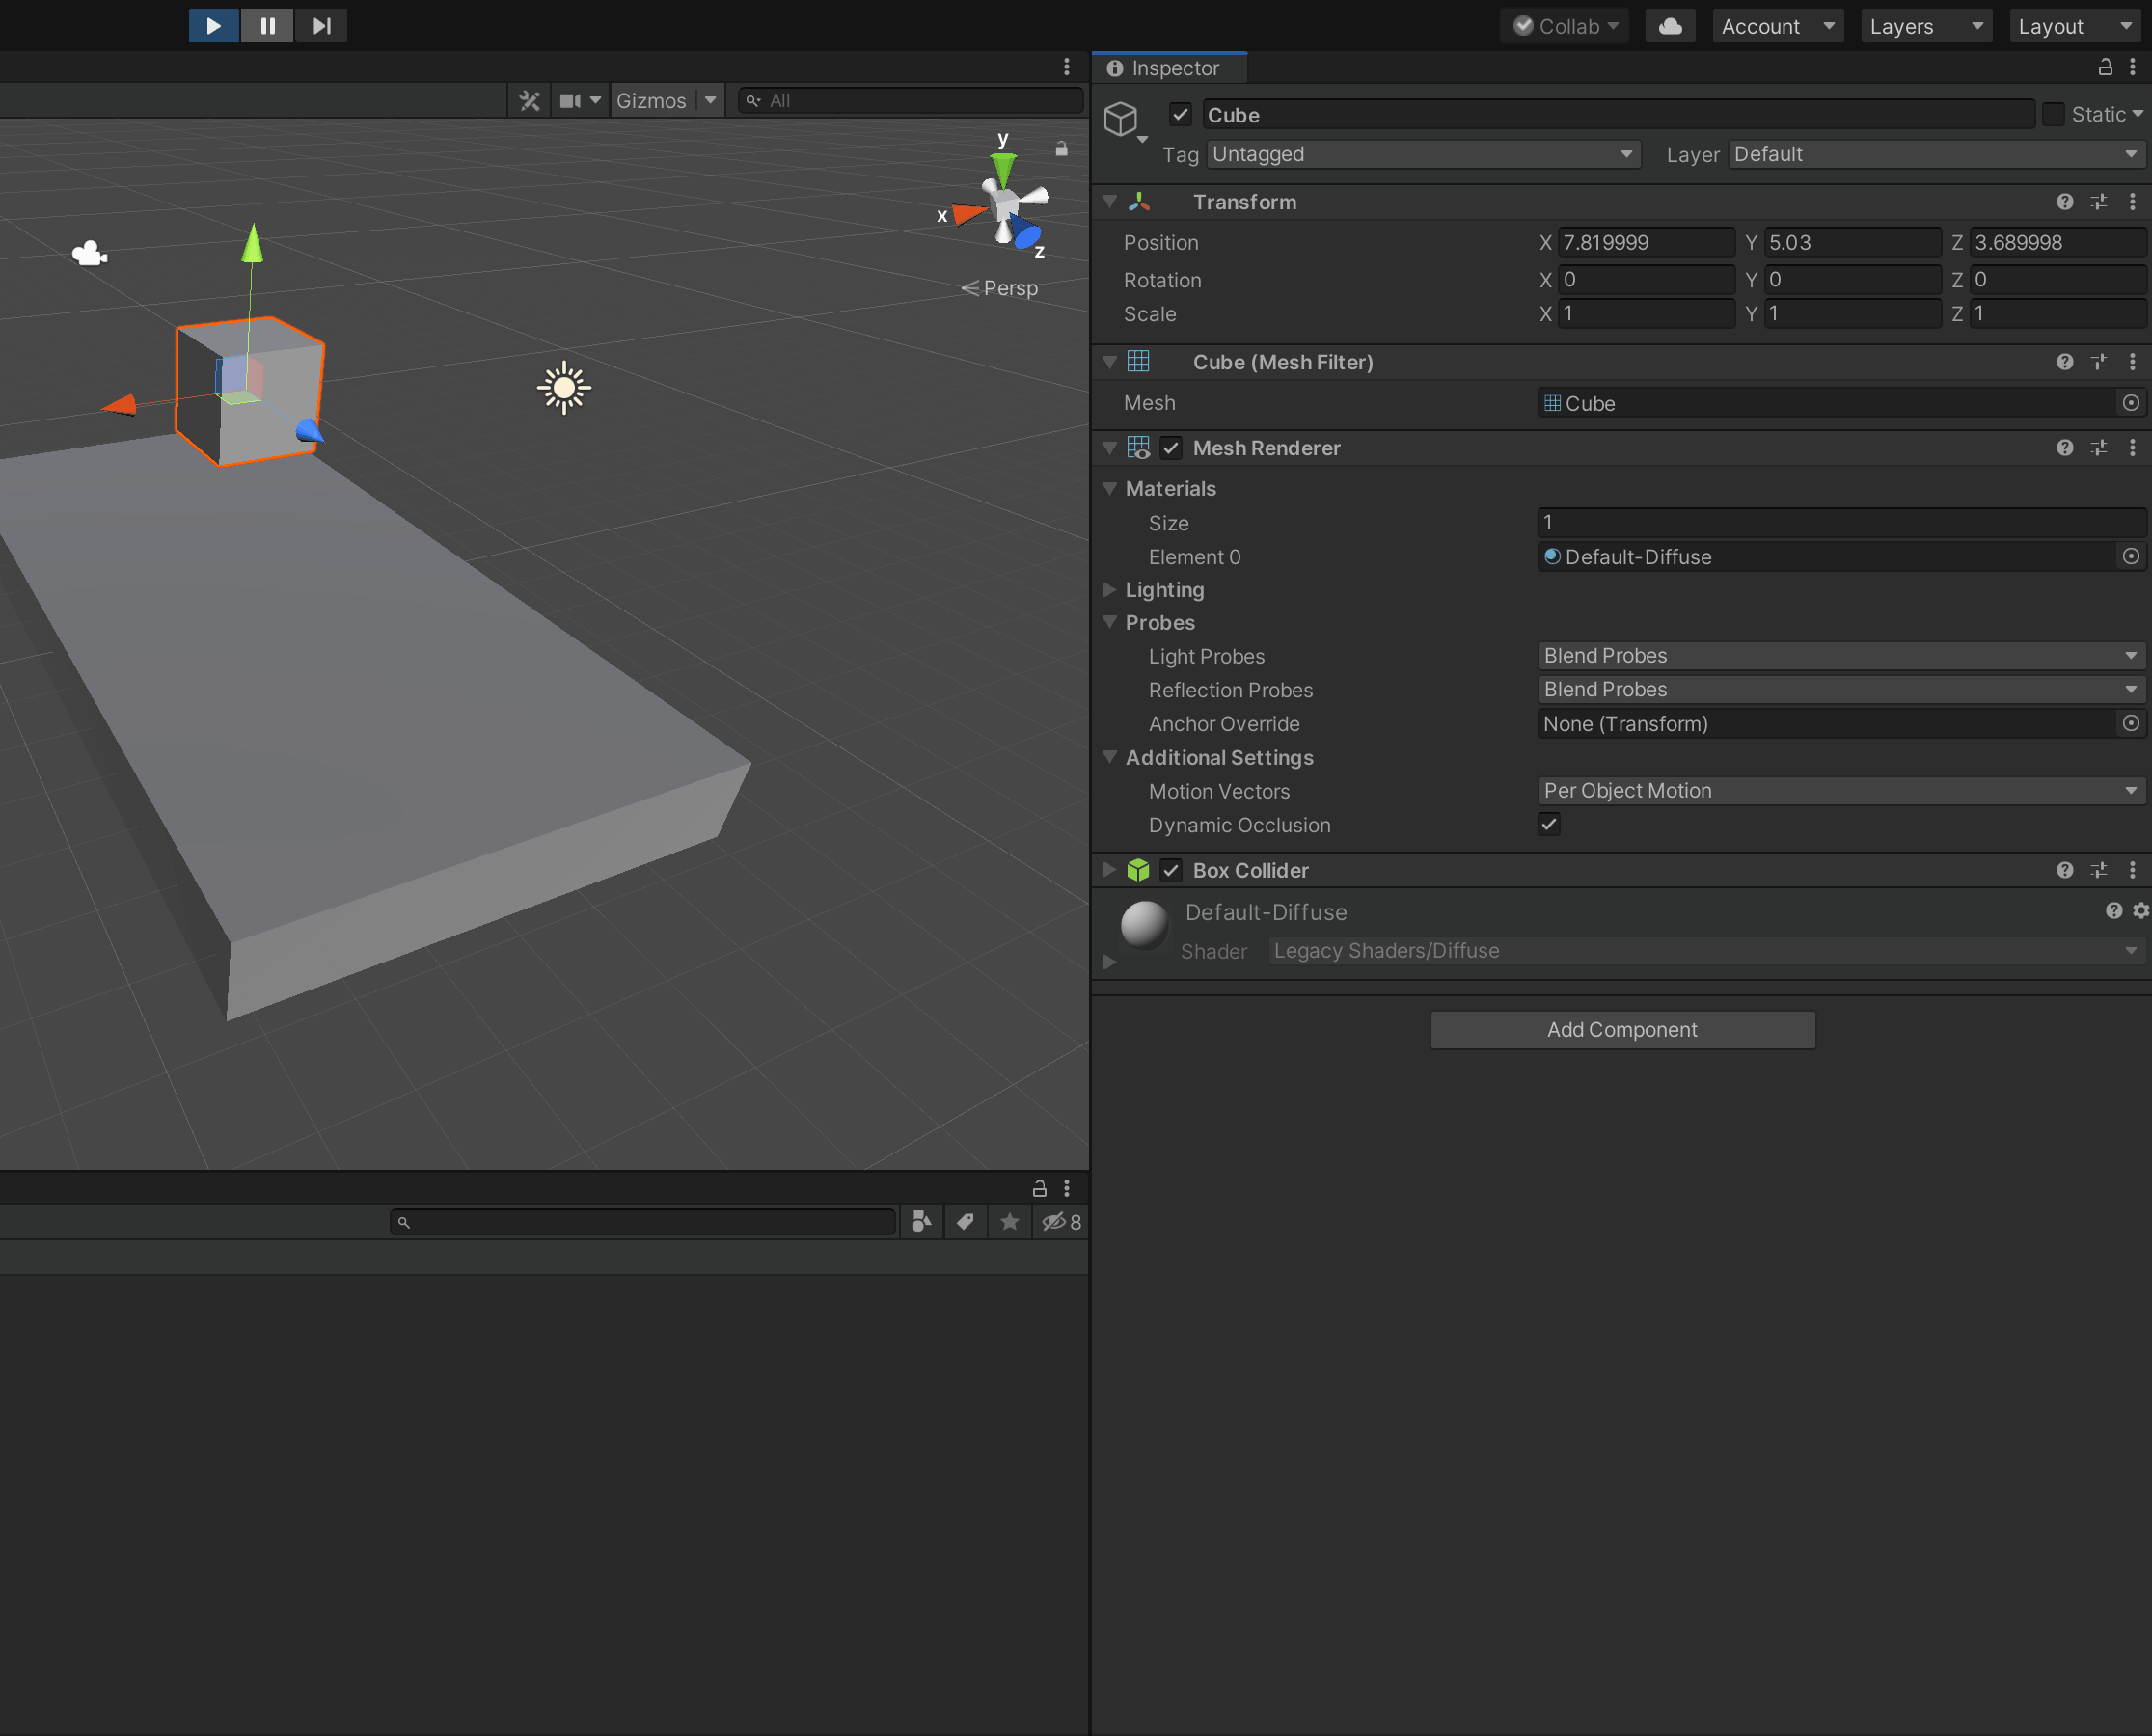 Collab
Account
Layers
Layout
Inspector
Gizmos
All
Cube
Static
Tag Untagged
Layer Default
y
x
z
Persp
Transform
Position X 7.819999 Y 5.03 Z 3.689998
Rotation X 0 Y 0 Z 0
Scale X 1 Y 1 Z 1
Cube (Mesh Filter)
Mesh Cube
Mesh Renderer
Materials
Size 1
Element 0 Default-Diffuse
Lighting
Probes
Light Probes Blend Probes
Reflection Probes Blend Probes
Anchor Override None (Transform)
Additional Settings
Motion Vectors Per Object Motion
Dynamic Occlusion
Box Collider
Default-Diffuse
Shader Legacy Shaders/Diffuse
Add Component
8